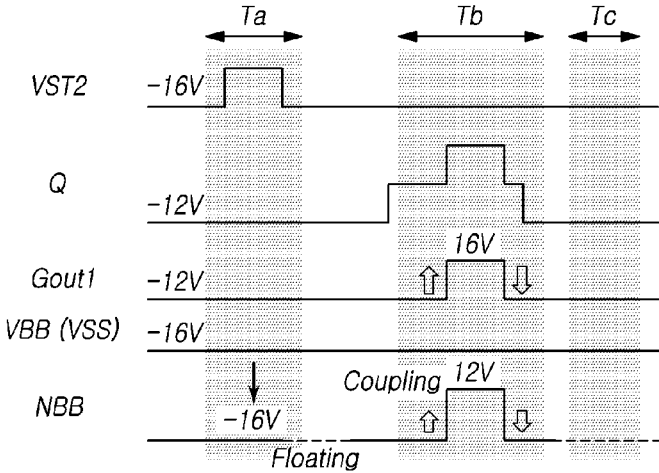 Ta Tb Tc
VST2 -16V
Q -12V
16V
Gout1 -12V
VBB (VSS) -16V
Coupling 12V
NBB -16V
Floating